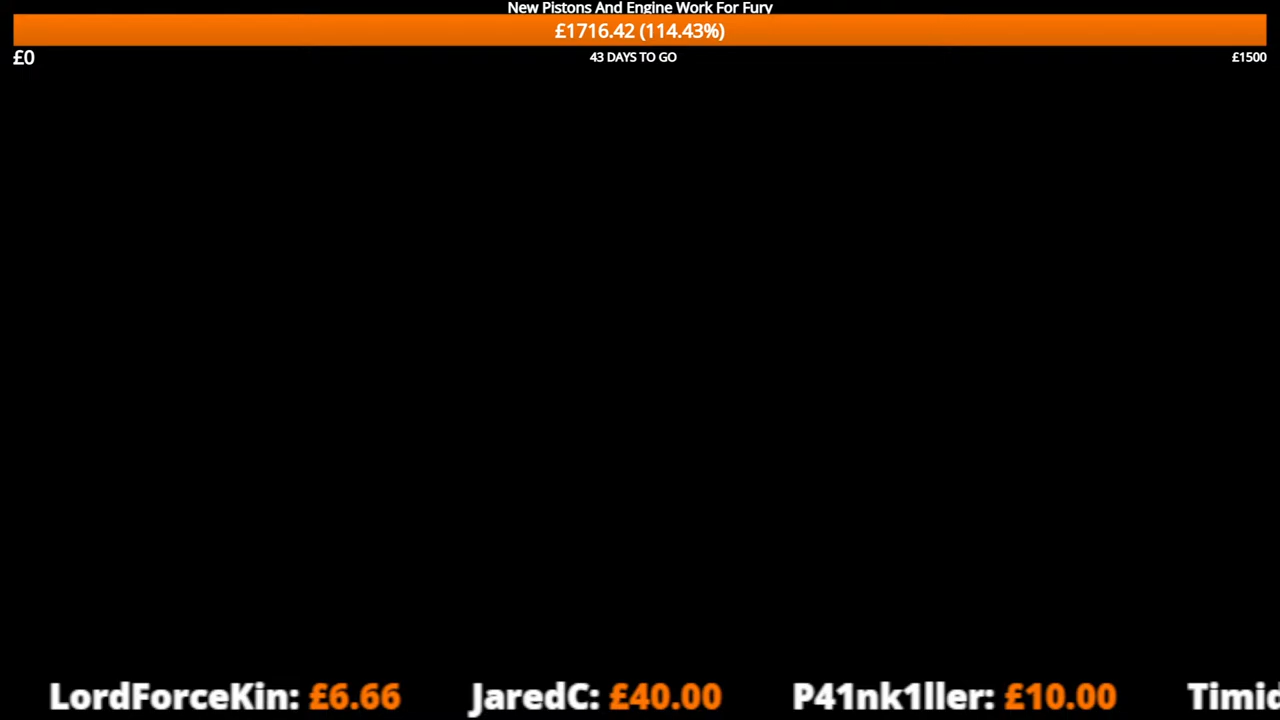 New Pistons And Engine Work For Fury
£1716.42 (114.43%)
£0 43 DAYS TO GO £1500
LordForceKin: £6.66 JaredC: £40.00 P41nk1ller: £10.00 Timid